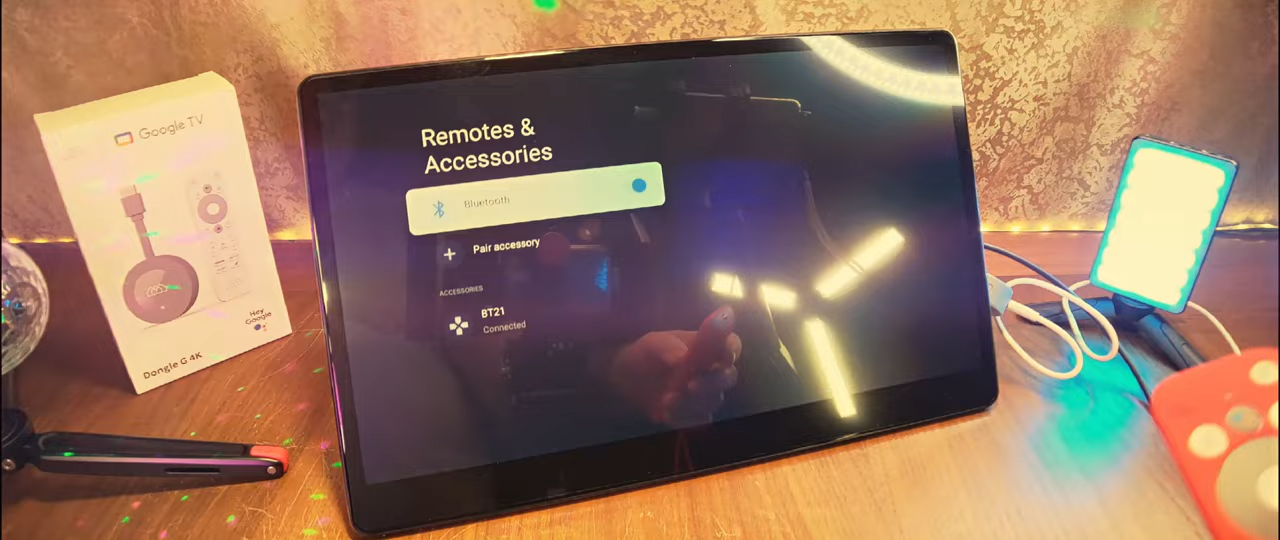 Google TV
Hey
Google
Dongle G 4K
Remotes &
Accessories
Bluetooth
Pair accessory
ACCESSORIES
BT21
Connected